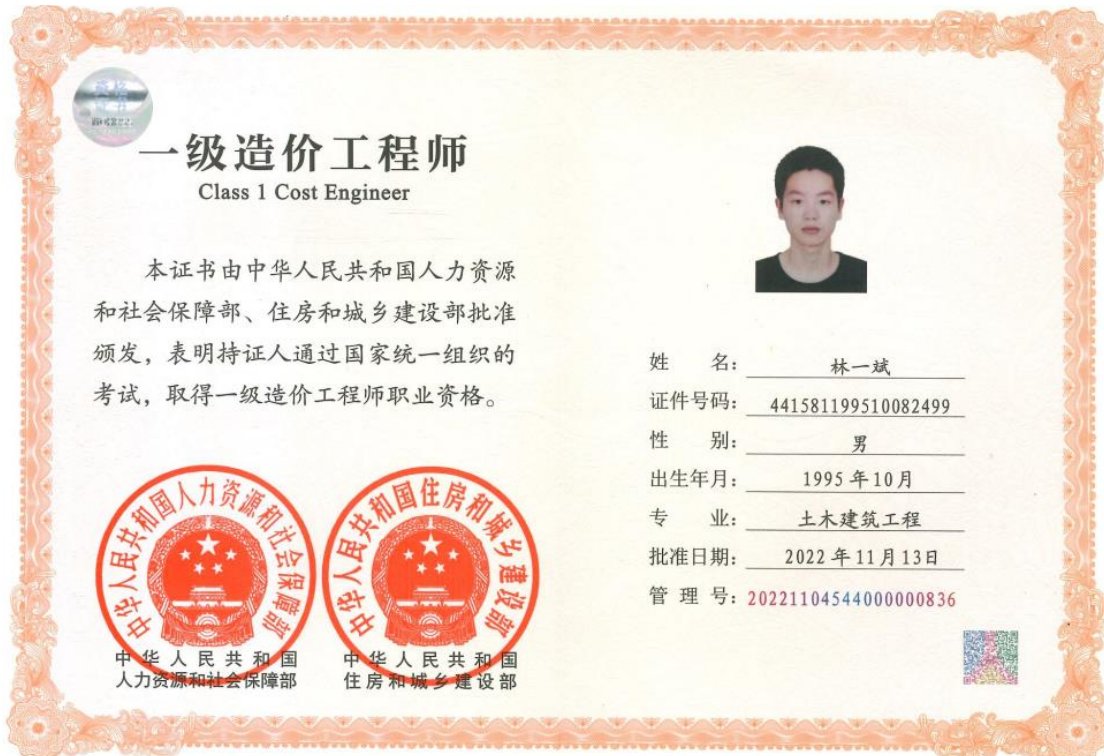 一级造价工程师
Class 1 Cost Engineer
本证书由中华人民共和国人力资源
和社会保障部、住房和城乡建设部批准
颁发，表明持证人通过国家统一组织的
考试，取得一级造价工程师职业资格。
中华人民共和国人力资源和社会保障部
中华人民共和国住房和城乡建设部
中华人民共和国
人力资源和社会保障部
中华人民共和国
住房和城乡建设部
姓 名： 林一斌
证件号码： 441581199510082499
性 别： 男
出生年月： 1995年10月
专 业： 土木建筑工程
批准日期： 2022年11月13日
管 理 号： 20221104544000000836